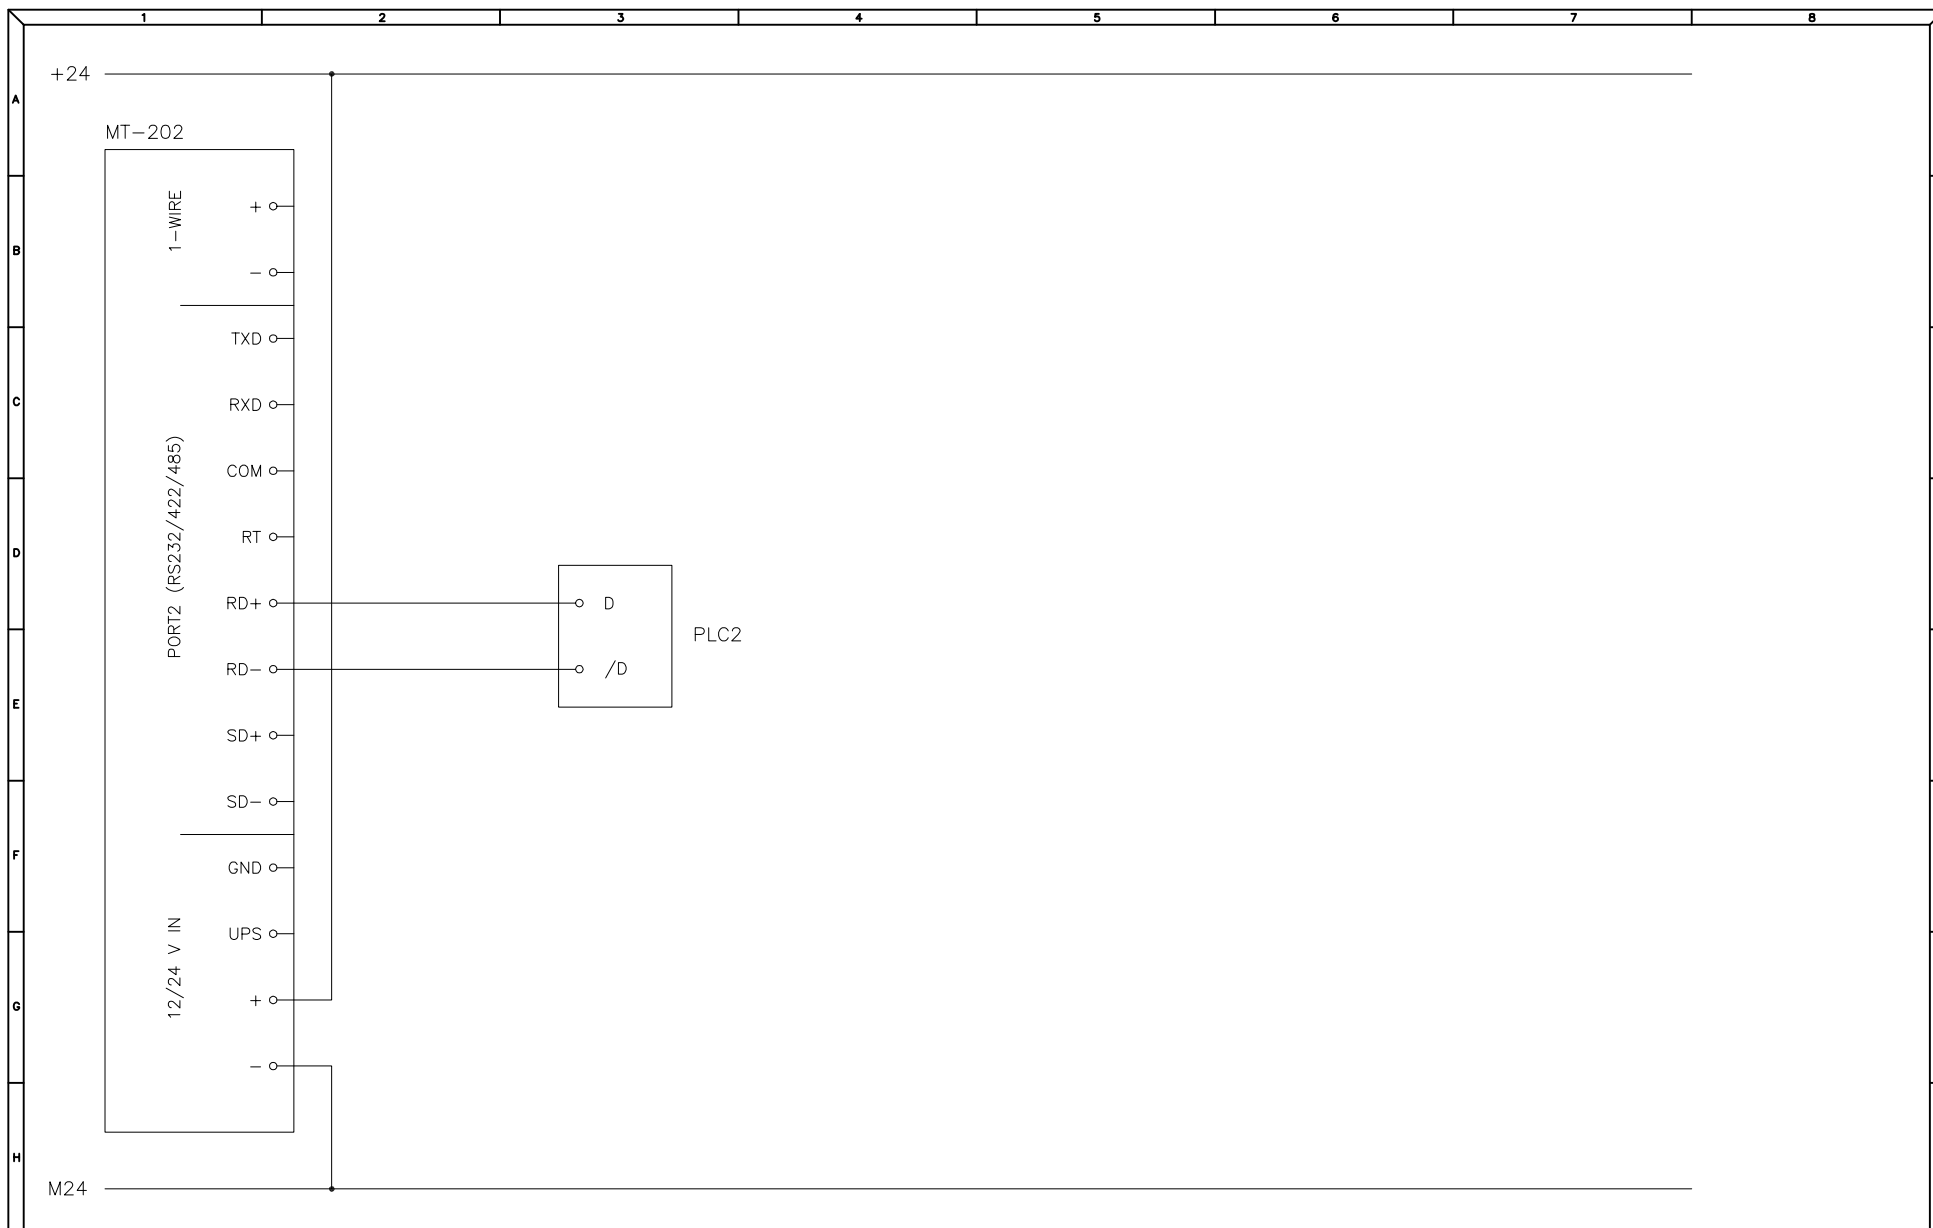 1 2 3 4 5 6 7 8
+24
A
MT-202
1-WIRE
+
B
-
TXD
C
RXD
PORT2 (RS232/422/485)
COM
RT
D
RD+
D
PLC2
RD-
/D
E
SD+
SD-
F
GND
12/24 V IN
UPS
+
G
-
H
M24